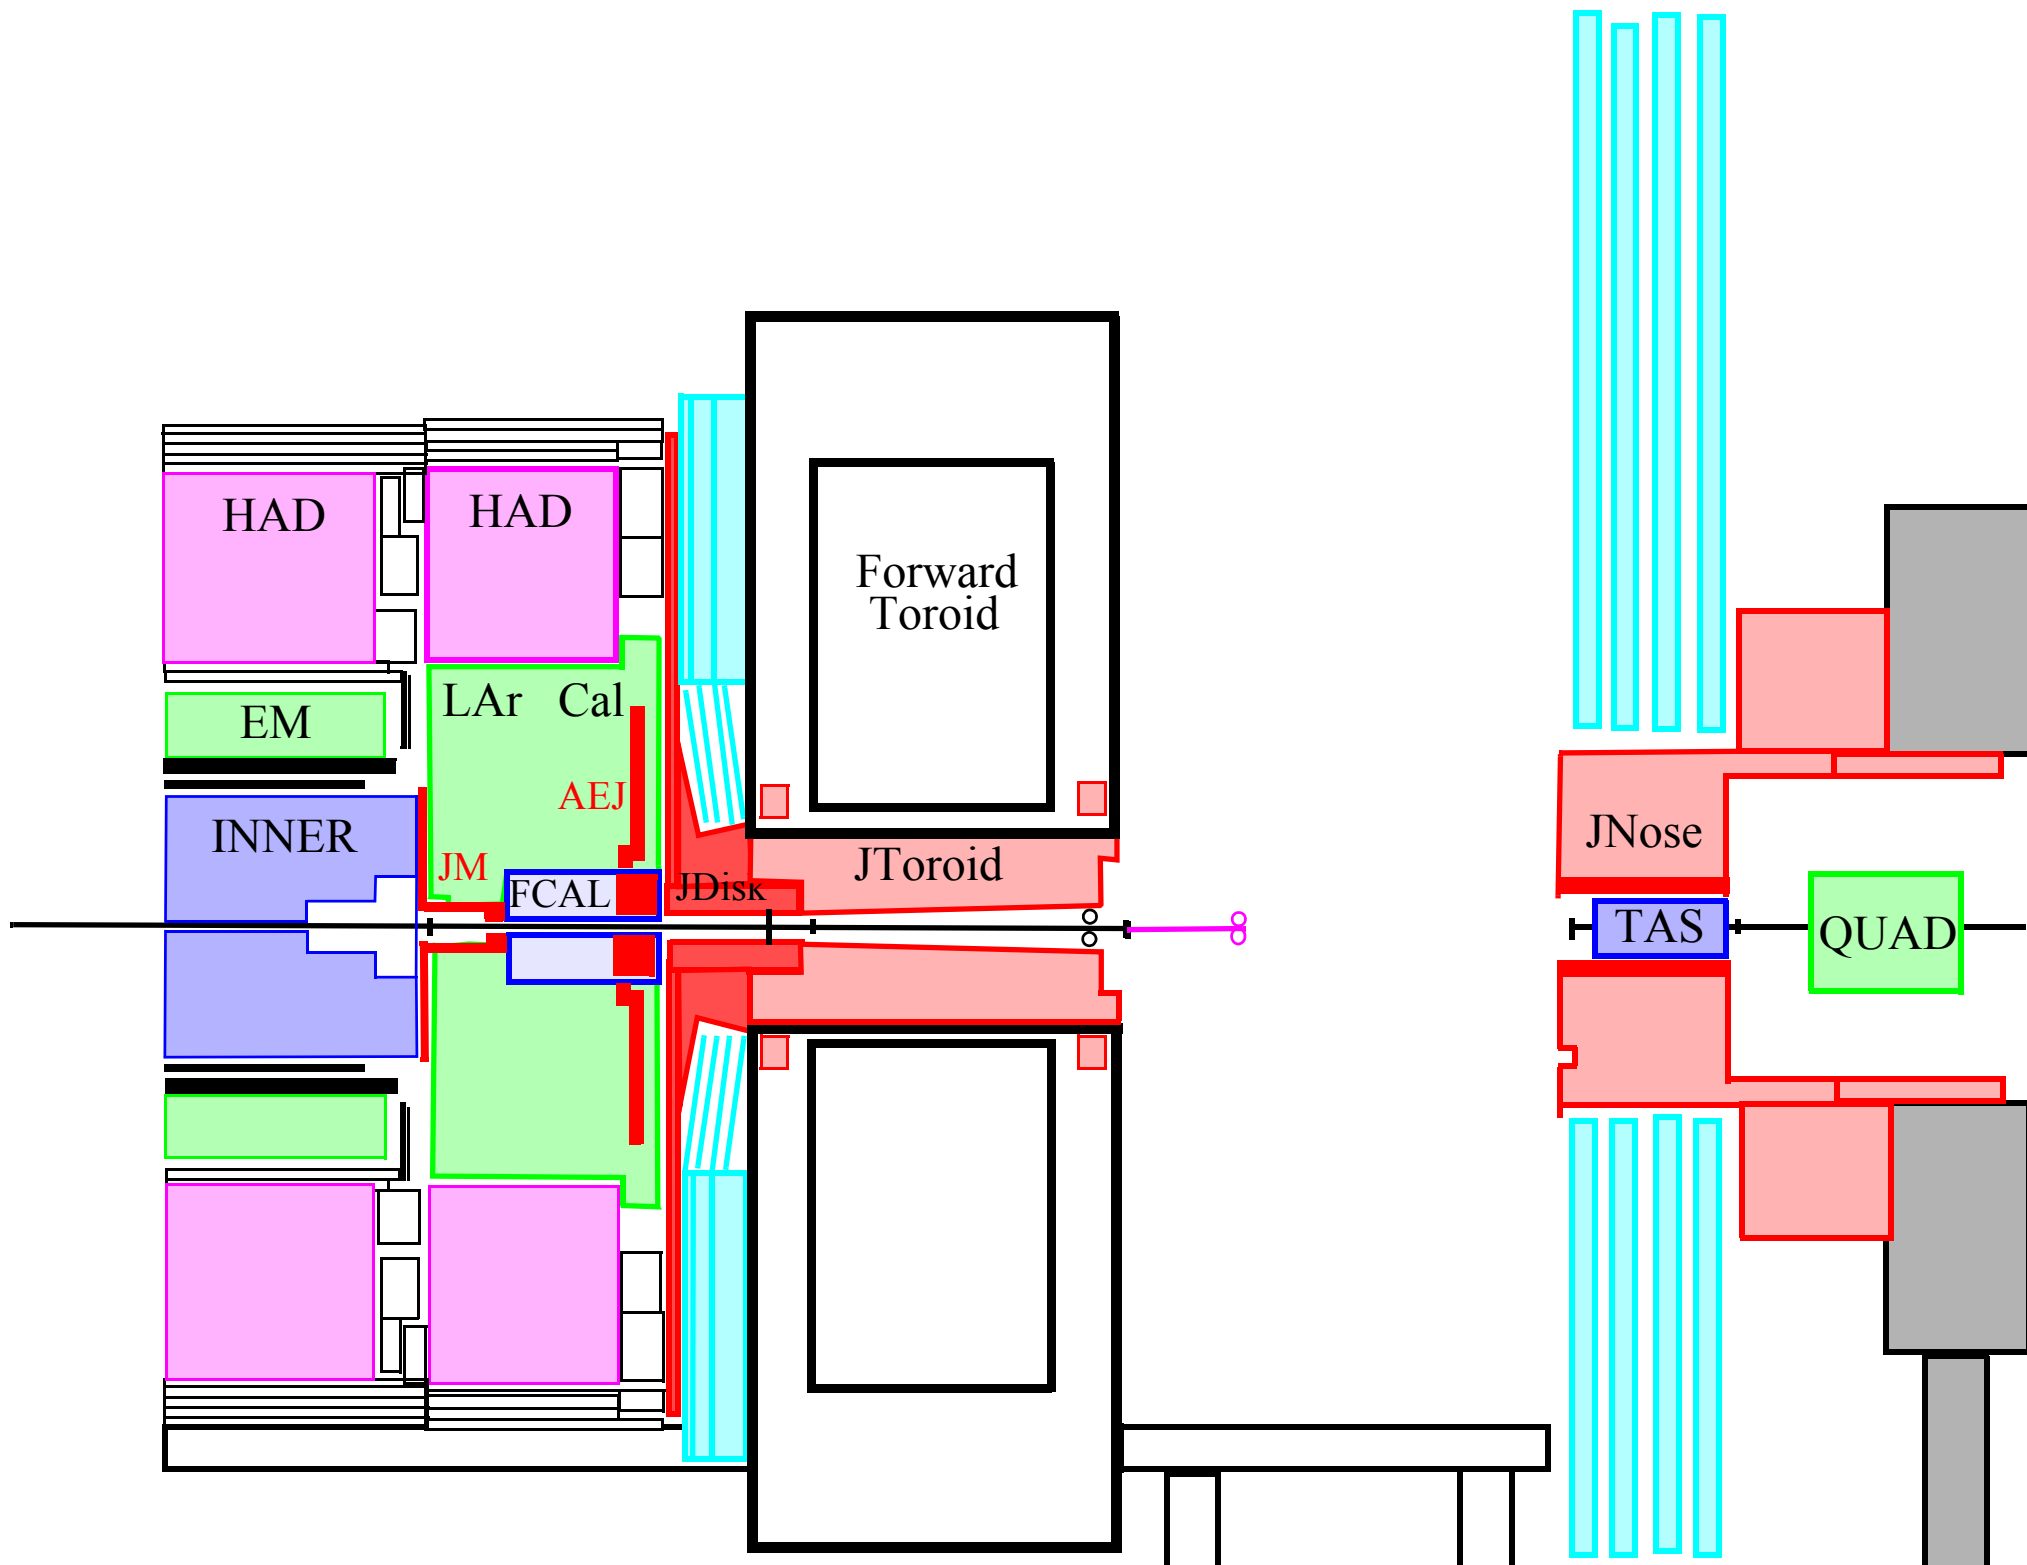 HAD
HAD
Forward
Toroid
LAr Cal
EM
AEJ
INNER
JM
JToroid
JNose
FCAL
JDisk
TAS
QUAD